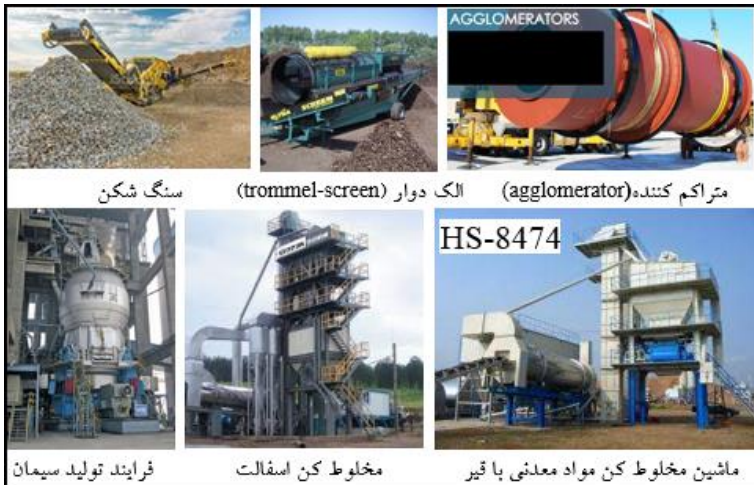 AGGLOMERATORS
متراکم کننده(agglomerator)
الک دوار (trommel-screen)
سنگ شکن
HS-8474
ماشین مخلوط کن مواد معدنی با قیر
مخلوط کن اسفالت
فرایند تولید سیمان